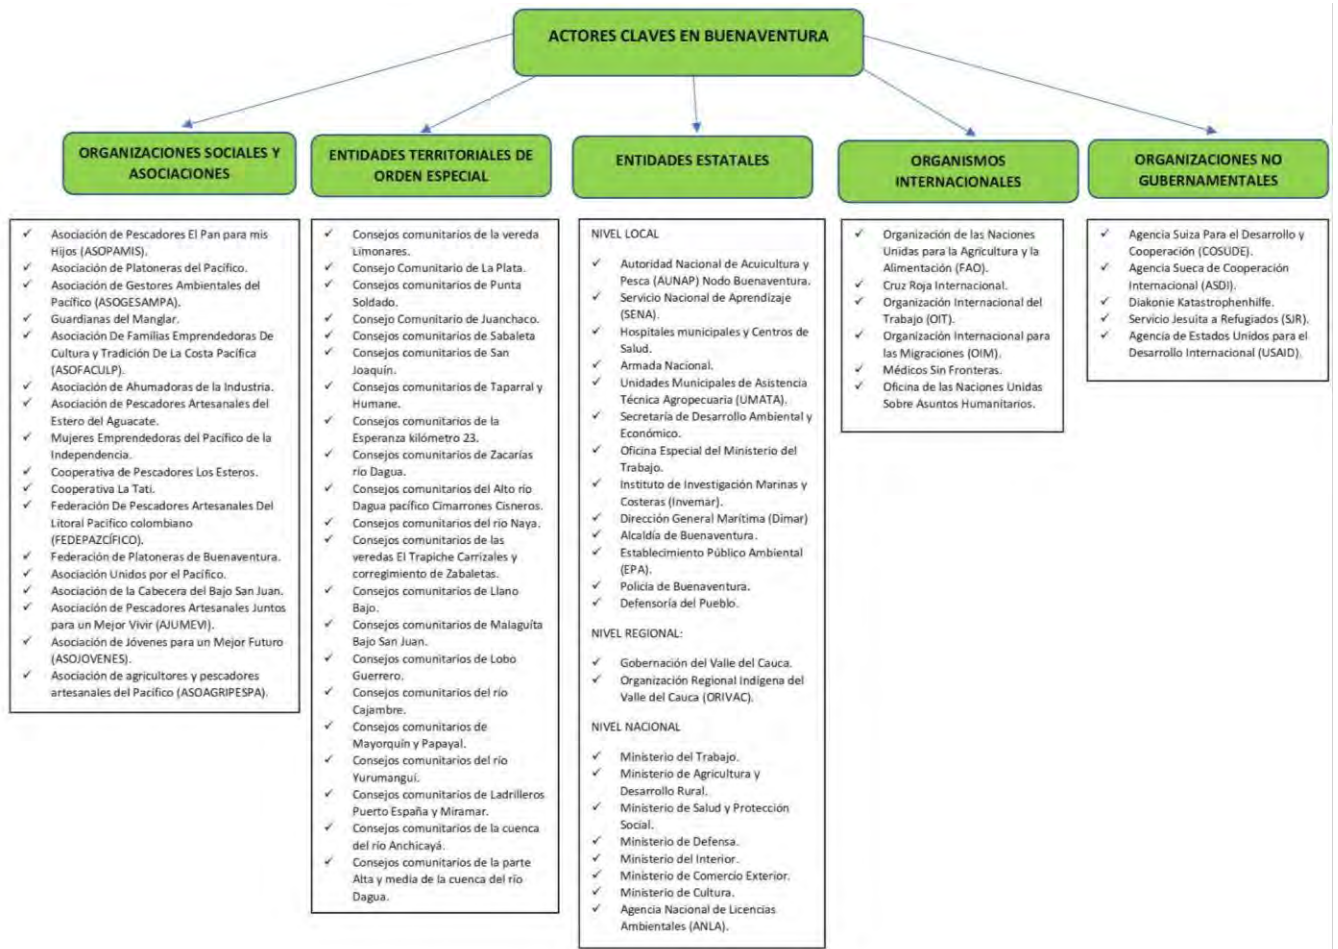 ACTORES CLAVES EN BUENAVENTURA
ORGANIZACIONES SOCIALES Y
ASOCIACIONES
✓ Asociación de Pescadores El Pan para mis
Hijos (ASOPAMIS).
✓ Asociación de Platoneras del Pacífico.
✓ Asociación de Gestores Ambientales del
Pacífico (ASOGESAMPA).
✓ Guardianas del Manglar.
✓ Asociación De Familias Emprendedoras De
Cultura y Tradición De La Costa Pacífica
(ASOFACULP).
✓ Asociación de Ahumadoras de la Industria.
✓ Asociación de Pescadores Artesanales del
Estero del Aguacate.
✓ Mujeres Emprendedoras del Pacífico de la
Independencia.
✓ Cooperativa de Pescadores Los Esteros.
✓ Cooperativa La Tati.
✓ Federación De Pescadores Artesanales Del
Litoral Pacifico colombiano
(FEDEPAZCÍFICO).
✓ Federación de Platoneras de Buenaventura.
✓ Asociación Unidos por el Pacífico.
✓ Asociación de la Cabecera del Bajo San Juan.
✓ Asociación de Pescadores Artesanales Juntos
para un Mejor Vivir (AJUMEVI).
✓ Asociación de Jóvenes para un Mejor Futuro
(ASOJOVENES).
✓ Asociación de agricultores y pescadores
artesanales del Pacífico (ASOAGRIPESPA).
ENTIDADES TERRITORIALES DE
ORDEN ESPECIAL
✓ Consejos comunitarios de la vereda
Limonares.
✓ Consejo Comunitario de La Plata.
✓ Consejos comunitarios de Punta
Soldado.
✓ Consejo Comunitario de Juanchaco.
✓ Consejos comunitarios de Sabaleta
✓ Consejos comunitarios de San
Joaquín.
✓ Consejos comunitarios de Taparral y
Humane.
✓ Consejos comunitarios de la
Esperanza kilómetro 23.
✓ Consejos comunitarios de Zacarías
río Dagua.
✓ Consejos comunitarios del Alto río
Dagua pacífico Cimarrones Cisneros.
✓ Consejos comunitarios del río Naya.
✓ Consejos comunitarios de las
veredas El Trapiche Carrizales y
corregimiento de Zabaletas.
✓ Consejos comunitarios de Llano
Bajo.
✓ Consejos comunitarios de Malaguíta
Bajo San Juan.
✓ Consejos comunitarios de Lobo
Guerrero.
✓ Consejos comunitarios del río
Cajambre.
✓ Consejos comunitarios de
Mayorquín y Papayal.
✓ Consejos comunitarios del río
Yurumanguí.
✓ Consejos comunitarios de Ladrilleros
Puerto España y Miramar.
✓ Consejos comunitarios de la cuenca
del río Anchicayá.
✓ Consejos comunitarios de la parte
Alta y media de la cuenca del río
Dagua.
ENTIDADES ESTATALES
NIVEL LOCAL
✓ Autoridad Nacional de Acuicultura y
Pesca (AUNAP) Nodo Buenaventura.
✓ Servicio Nacional de Aprendizaje
(SENA).
✓ Hospitales municipales y Centros de
Salud.
✓ Armada Nacional.
✓ Unidades Municipales de Asistencia
Técnica Agropecuaria (UMATA).
✓ Secretaría de Desarrollo Ambiental y
Económico.
✓ Oficina Especial del Ministerio del
Trabajo.
✓ Instituto de Investigación Marinas y
Costeras (Invemar).
✓ Dirección General Marítima (Dimar)
✓ Alcaldía de Buenaventura.
✓ Establecimiento Público Ambiental
(EPA).
✓ Policia de Buenaventura.
✓ Defensoría del Pueblo.
NIVEL REGIONAL:
✓ Gobernación del Valle del Cauca.
✓ Organización Regional Indígena del
Valle del Cauca (ORIVAC).
NIVEL NACIONAL
✓ Ministerio del Trabajo.
✓ Ministerio de Agricultura y
Desarrollo Rural.
✓ Ministerio de Salud y Protección
Social.
✓ Ministerio de Defensa.
✓ Ministerio del Interior.
✓ Ministerio de Comercio Exterior.
✓ Ministerio de Cultura.
✓ Agencia Nacional de Licencias
Ambientales (ANLA).
ORGANISMOS
INTERNACIONALES
✓ Organización de las Naciones
Unidas para la Agricultura y la
Alimentación (FAO).
✓ Cruz Roja Internacional.
✓ Organización Internacional del
Trabajo (OIT).
✓ Organización Internacional para
las Migraciones (OIM).
✓ Médicos Sin Fronteras.
✓ Oficina de las Naciones Unidas
Sobre Asuntos Humanitarios.
ORGANIZACIONES NO
GUBERNAMENTALES
✓ Agencia Suiza Para el Desarrollo y
Cooperación (COSUDE).
✓ Agencia Sueca de Cooperación
Internacional (ASDI).
✓ Diakonie Katastrophenhilfe.
✓ Servicio Jesuita a Refugiados (SJR).
✓ Agencia de Estados Unidos para el
Desarrollo Internacional (USAID).